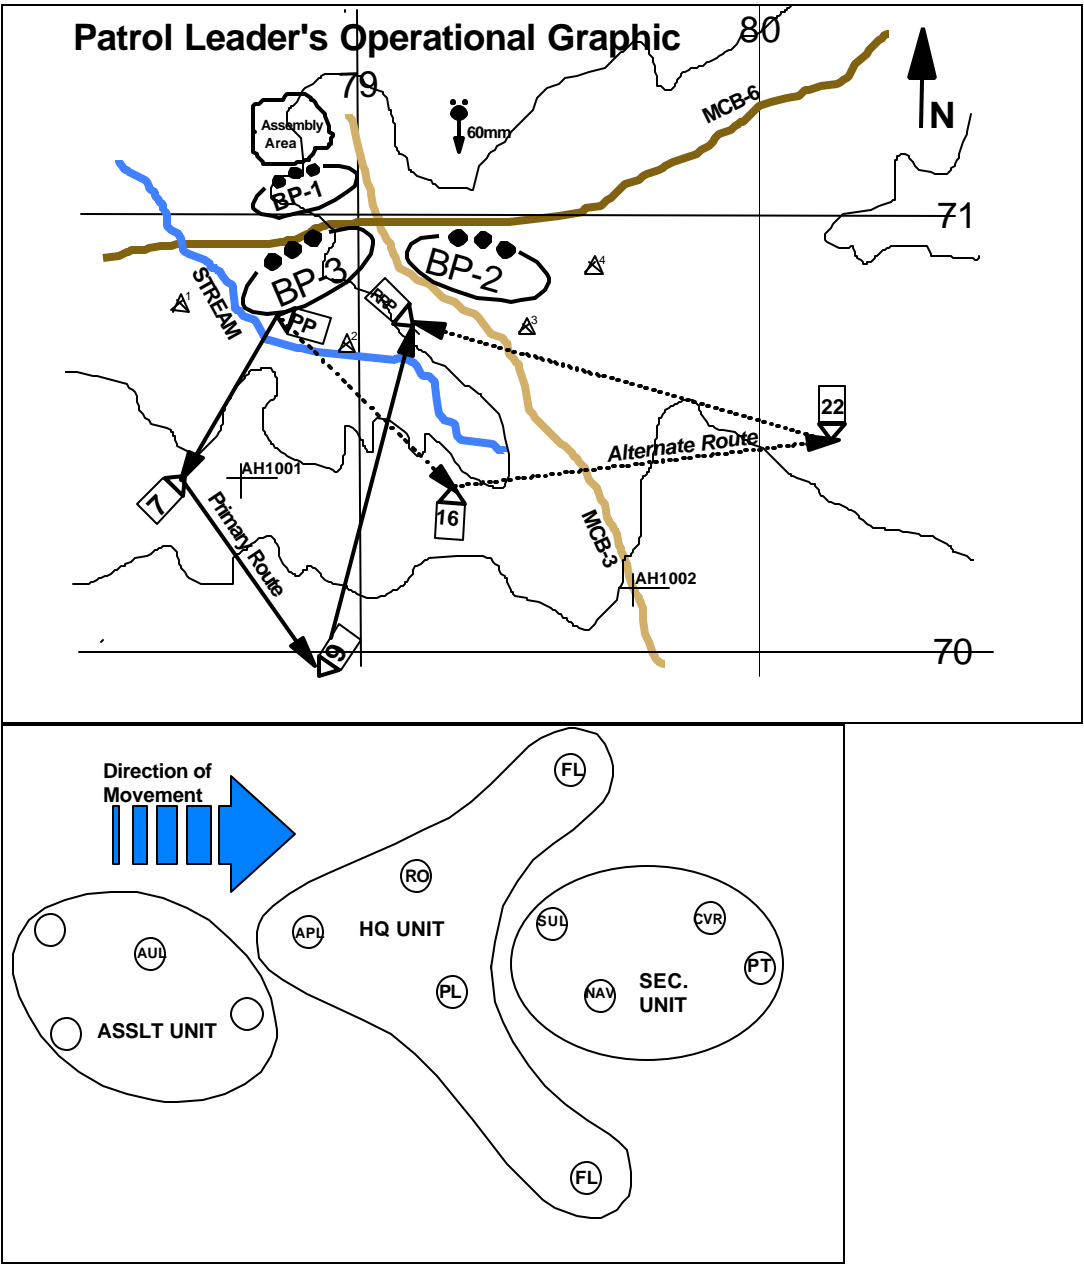 Patrol Leader's Operational Graphic
80
79
MCB-6
N
Assembly
Area
60mm
BP-1
71
BP-3
BP-2
4
STREAM
1
RRP
PP
3
2
22
Alternate Route
AH1001
7
Primary Route
16
MCB-3
AH1002
9
70
Direction of
Movement
FL
RO
SUL
CVR
APL
HQ UNIT
AUL
PT
SEC.
UNIT
PL
NAV
ASSLT UNIT
FL